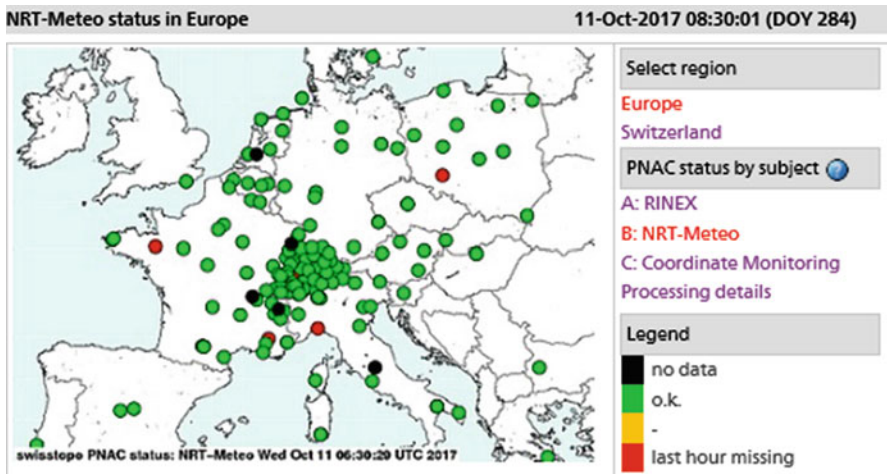 NRT-Meteo status in Europe
11-Oct-2017 08:30:01 (DOY 284)
Select region
Europe
Switzerland
PNAC status by subject ?
A: RINEX
B: NRT-Meteo
C: Coordinate Monitoring
Processing details
Legend
no data
o.k.
-
last hour missing
swisstopo PNAC status: NRT-Meteo Wed Oct 11 06:30:29 UTC 2017